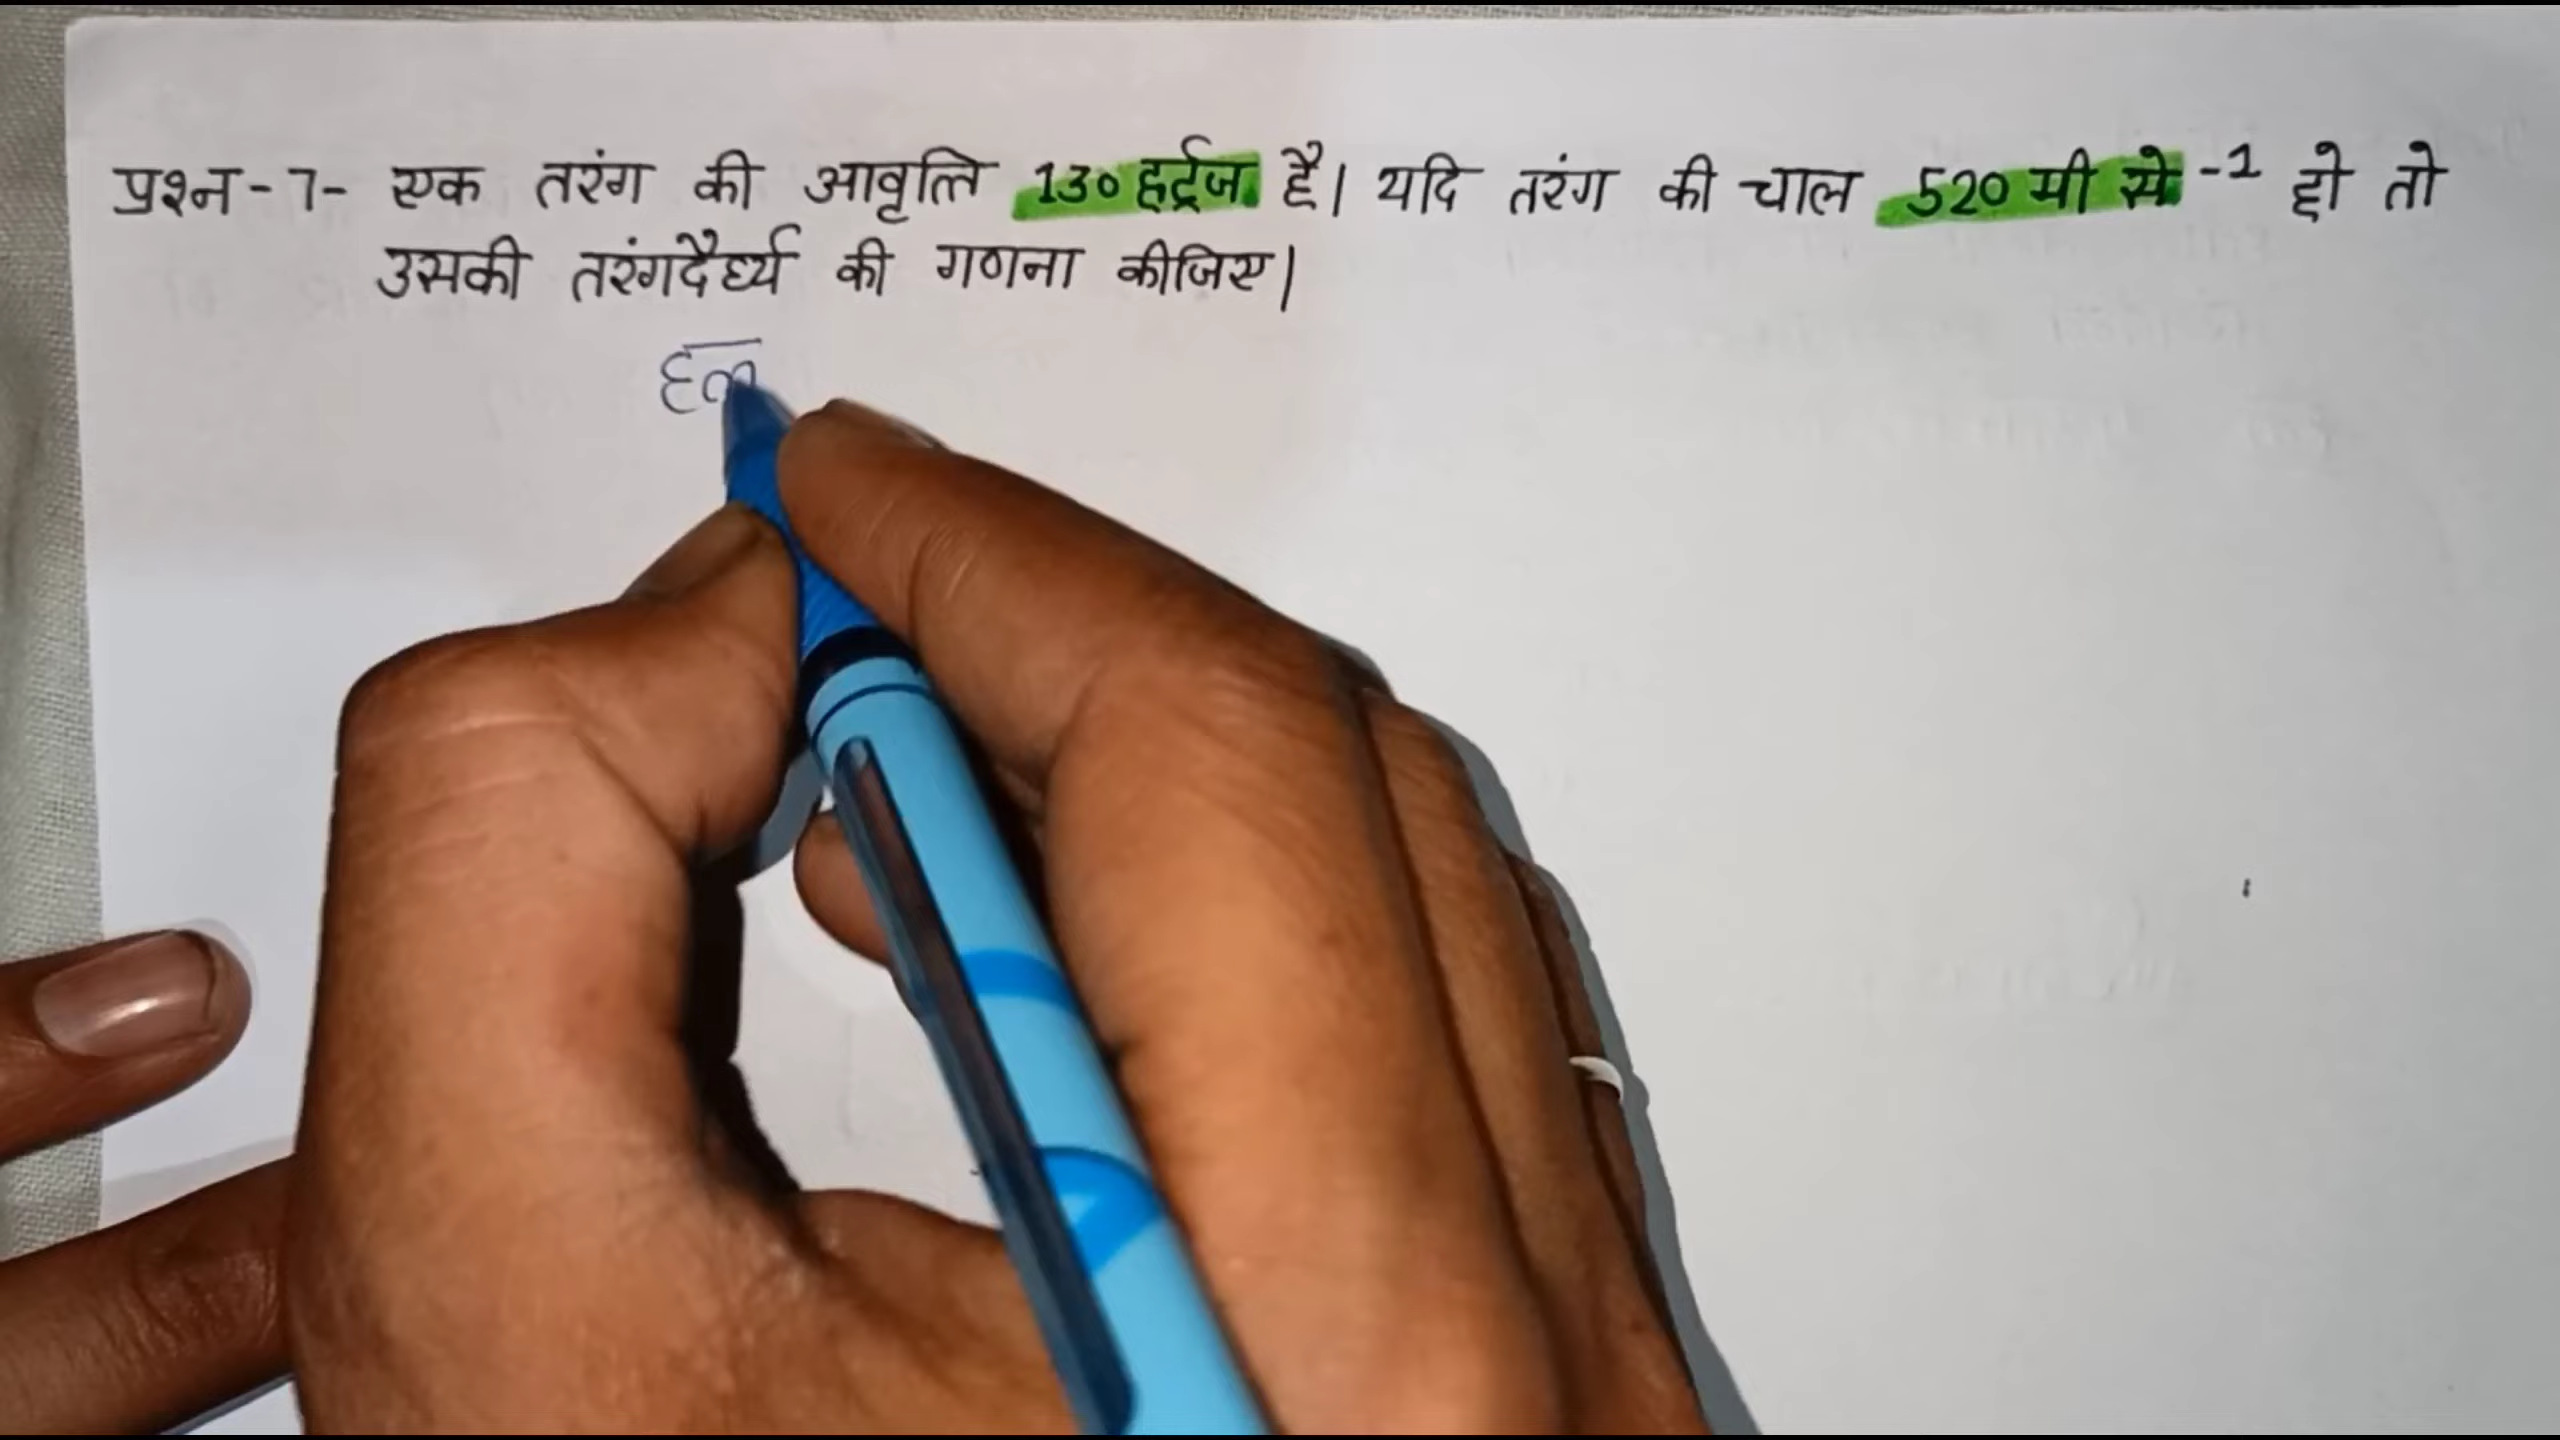 प्रश्न-7- एक तरंग की आवृत्ति 130 हर्ट्ज है। यदि तरंग की चाल 520 मी से -1 हो तो
उसकी तरंगदैर्घ्य की गणना कीजिए।
हल